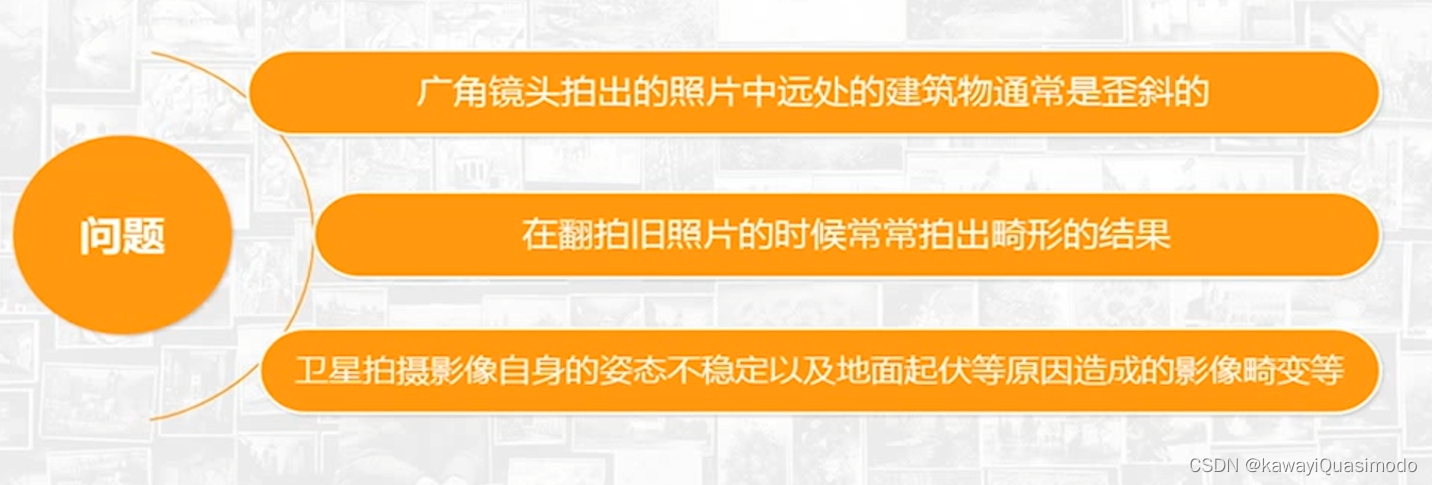 广角镜头拍出的照片中远处的建筑物通常是歪斜的
问题
在翻拍旧照片的时候常常拍出畸形的结果
卫星拍摄影像自身的姿态不稳定以及地面起伏等原因造成的影像畸变等
CSDN @kawayiQuasimodo